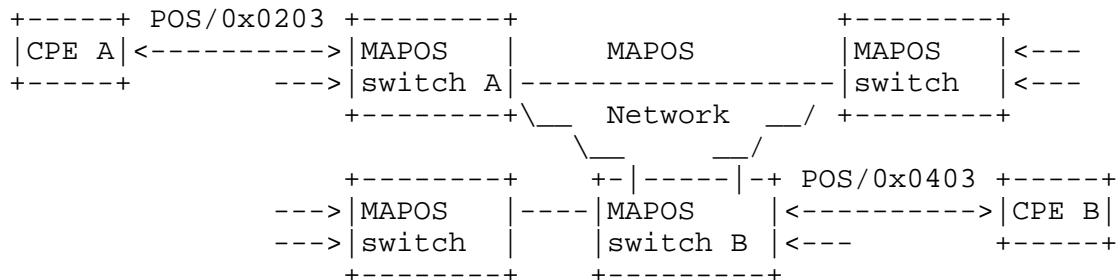 +-----+ POS/0x0203 +--------+                     +--------+
|CPE A|<---------->|MAPOS   |      MAPOS          |MAPOS   |<---
+-----+        --->|switch A|---------------------|switch  |<---
                   +--------+\__  Network   __/ +--------+
                                \__     __/
                   +--------+     +-|-----|-+ POS/0x0403 +-----+
               --->|MAPOS   |----|MAPOS    |<---------->|CPE B|
               --->|switch  |    |switch B |<---        +-----+
                   +--------+    +---------+